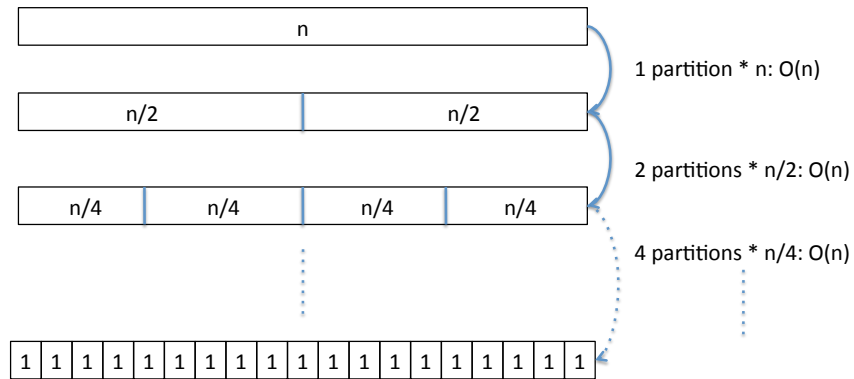 n
1 partition * n: O(n)
n/2 n/2
2 partitions * n/2: O(n)
n/4 n/4 n/4 n/4
4 partitions * n/4: O(n)
1 1 1 1 1 1 1 1 1 1 1 1 1 1 1 1 1 1 1